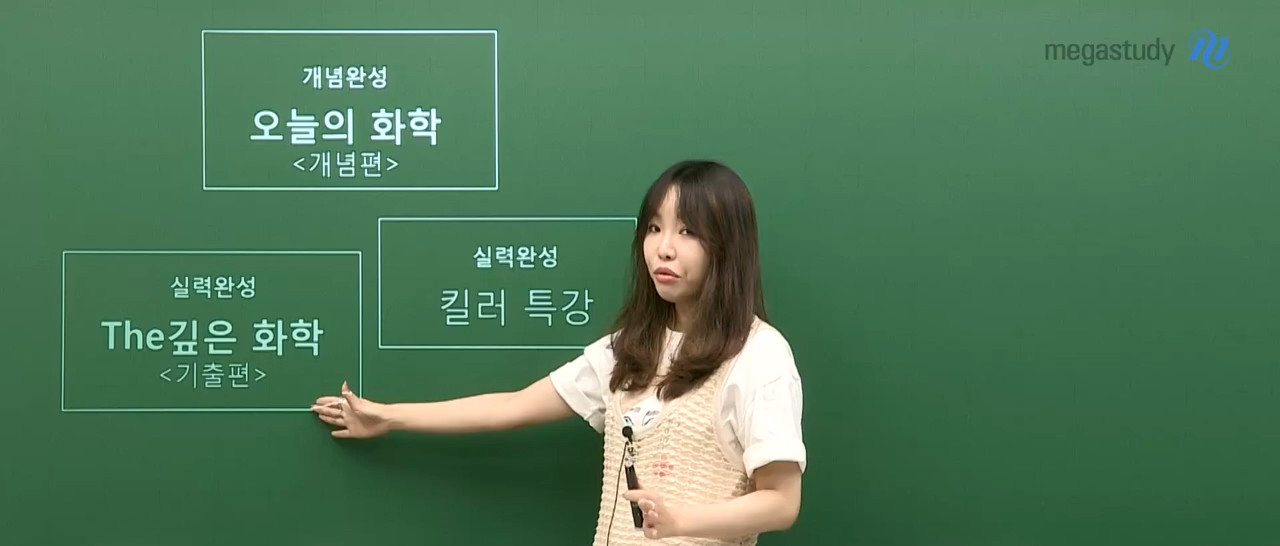 megastudy
개념완성
오늘의 화학
<개념편>
실력완성
킬러 특강
실력완성
The깊은 화학
<기출편>